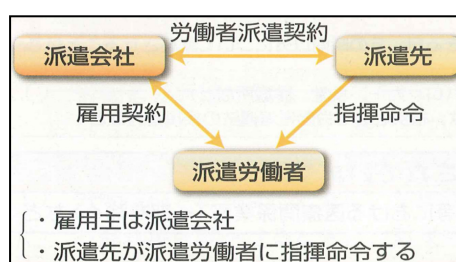 労働者派遣契約
派遣会社
派遣先
雇用契約
指揮命令
派遣労働者
・雇用主は派遣会社
・派遣先が派遣労働者に指揮命令する